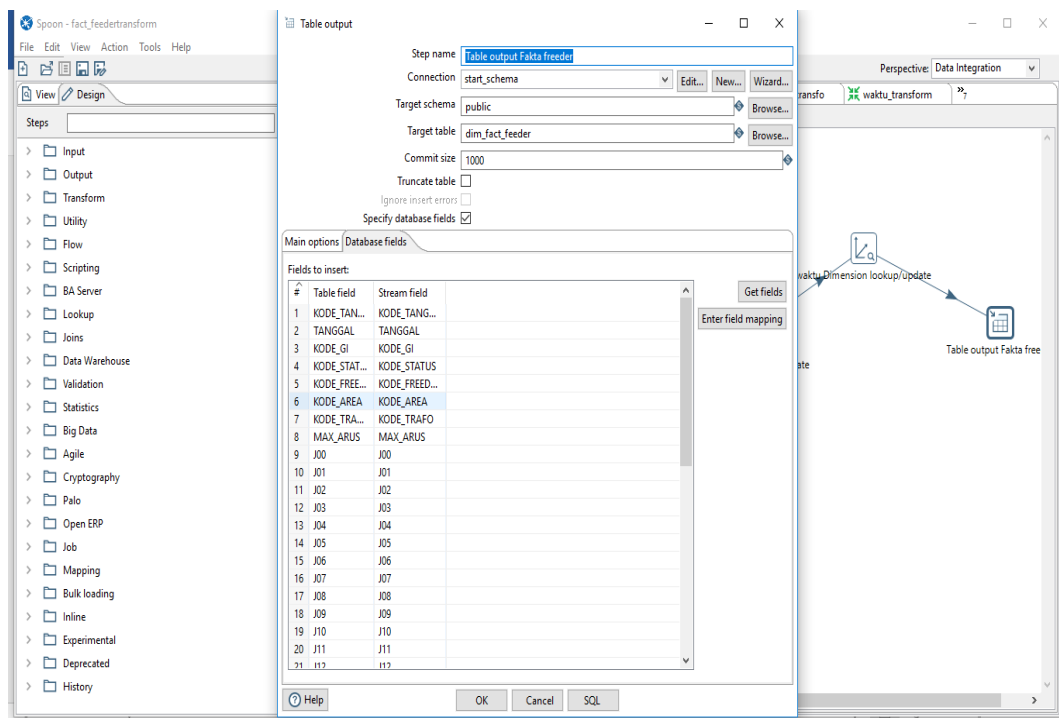 Spoon - fact_feedertransform
File Edit View Action Tools Help
Perspective: Data Integration
View Design
Steps
Input
Output
Transform
Utility
Flow
Scripting
BA Server
Lookup
Joins
Data Warehouse
Validation
Statistics
Big Data
Agile
Cryptography
Palo
Open ERP
Job
Mapping
Bulk loading
Inline
Experimental
Deprecated
History
Table output
Step name Table output Fakta freeder
Connection start_schema Edit... New... Wizard...
Target schema public Browse...
Target table dim_fact_feeder Browse...
Commit size 1000
Truncate table
Ignore insert errors
Specify database fields
Main options Database fields
Fields to insert:
# Table field Stream field
1 KODE_TAN... KODE_TANG...
2 TANGGAL TANGGAL
3 KODE_GI KODE_GI
4 KODE_STAT... KODE_STATUS
5 KODE_FREE... KODE_FREED...
6 KODE_AREA KODE_AREA
7 KODE_TRA... KODE_TRAFO
8 MAX_ARUS MAX_ARUS
9 J00 J00
10 J01 J01
11 J02 J02
12 J03 J03
13 J04 J04
14 J05 J05
15 J06 J06
16 J07 J07
17 J08 J08
18 J09 J09
19 J10 J10
20 J11 J11
21 J12 J12
Get fields
Enter field mapping
Help OK Cancel SQL
ransfo waktu_transform »7
waktu Dimension lookup/update
Table output Fakta free
ate